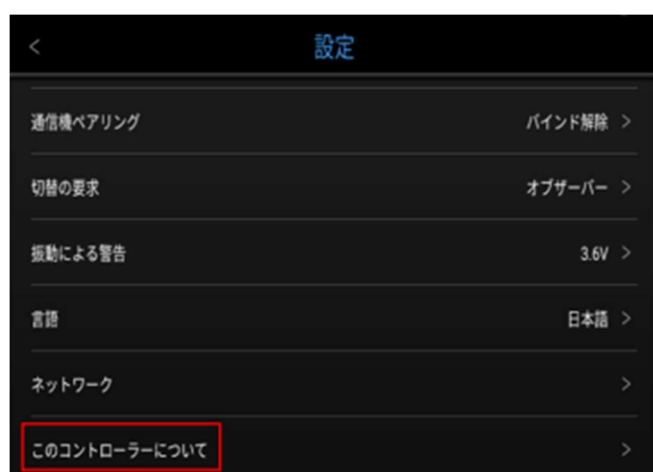 設定
通信機ペアリング バインド解除 >
切替の要求 オブザーバー >
振動による警告 3.6V >
言語 日本語 >
ネットワーク >
このコントローラーについて >